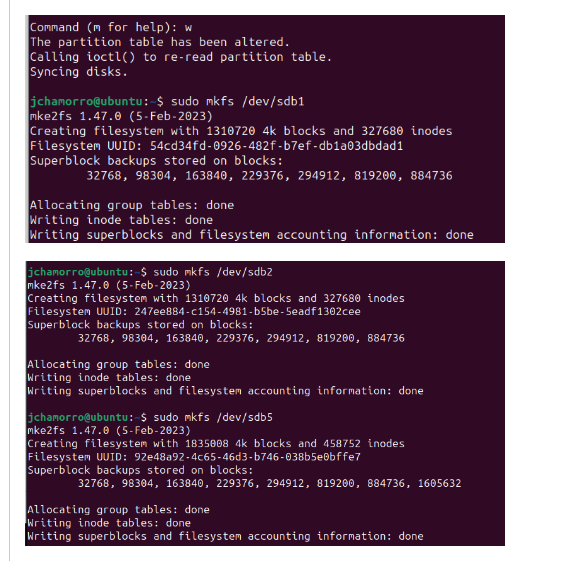 Command (m for help): w
The partition table has been altered.
Calling ioctl() to re-read partition table.
Syncing disks.
jchamorro@ubuntu:~$ sudo mkfs /dev/sdb1
mke2fs 1.47.0 (5-Feb-2023)
Creating filesystem with 1310720 4k blocks and 327680 inodes
Filesystem UUID: 54cd34fd-0926-482f-b7ef-db1a03dbdad1
Superblock backups stored on blocks:
32768, 98304, 163840, 229376, 294912, 819200, 884736
Allocating group tables: done
Writing inode tables: done
Writing superblocks and filesystem accounting information: done
jchamorro@ubuntu:~$ sudo mkfs /dev/sdb2
mke2fs 1.47.0 (5-Feb-2023)
Creating filesystem with 1310720 4k blocks and 327680 inodes
Filesystem UUID: 247ee884-c154-4981-b5be-5eadf1302cee
Superblock backups stored on blocks:
32768, 98304, 163840, 229376, 294912, 819200, 884736
Allocating group tables: done
Writing inode tables: done
Writing superblocks and filesystem accounting information: done
jchamorro@ubuntu:~$ sudo mkfs /dev/sdb5
mke2fs 1.47.0 (5-Feb-2023)
Creating filesystem with 1835008 4k blocks and 458752 inodes
Filesystem UUID: 92e48a92-4c65-46d3-b746-038b5e0bffe7
Superblock backups stored on blocks:
32768, 98304, 163840, 229376, 294912, 819200, 884736, 1605632
Allocating group tables: done
Writing inode tables: done
Writing superblocks and filesystem accounting information: done